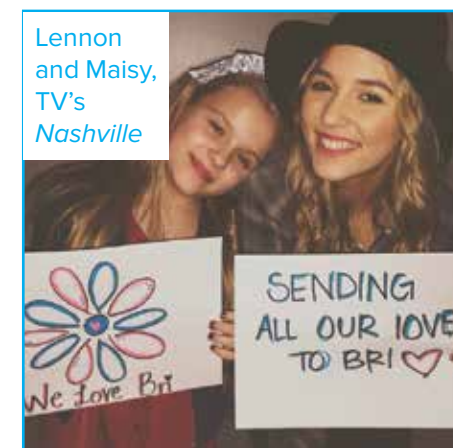 Lennon
and Maisy,
TV's
Nashville
We Love Bri
SENDING
ALL OUR LOVE
TO BRI